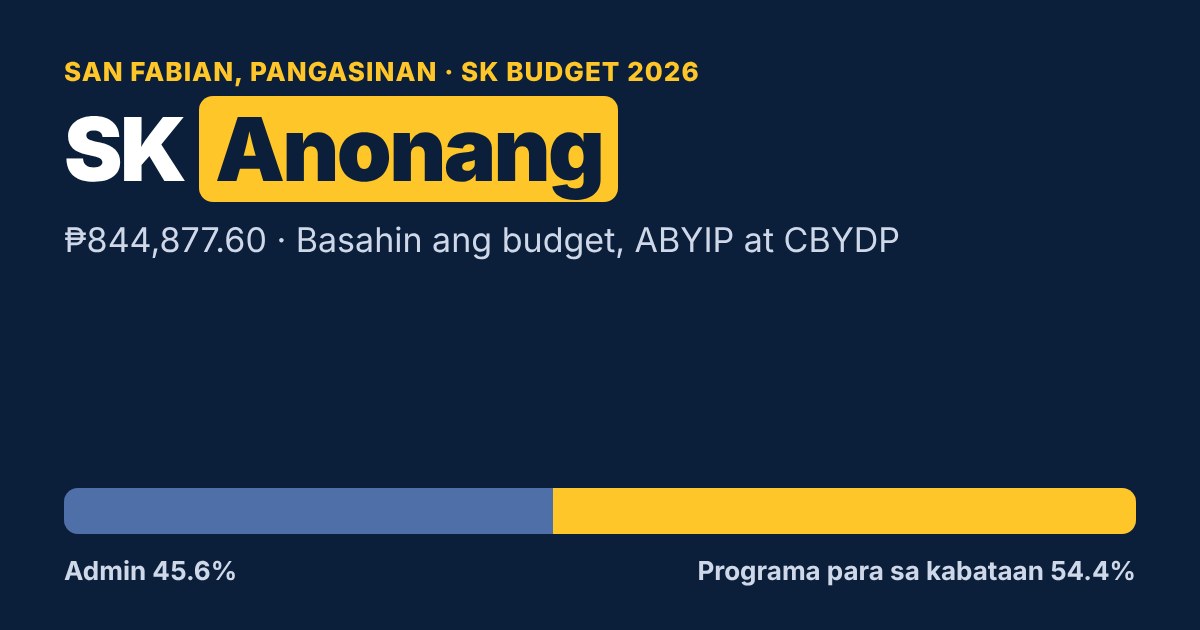 SAN FABIAN, PANGASINAN · SK BUDGET 2026
SK Anonang
₱844,877.60 · Basahin ang budget, ABYIP at CBYDP
Admin 45.6%
Programa para sa kabataan 54.4%